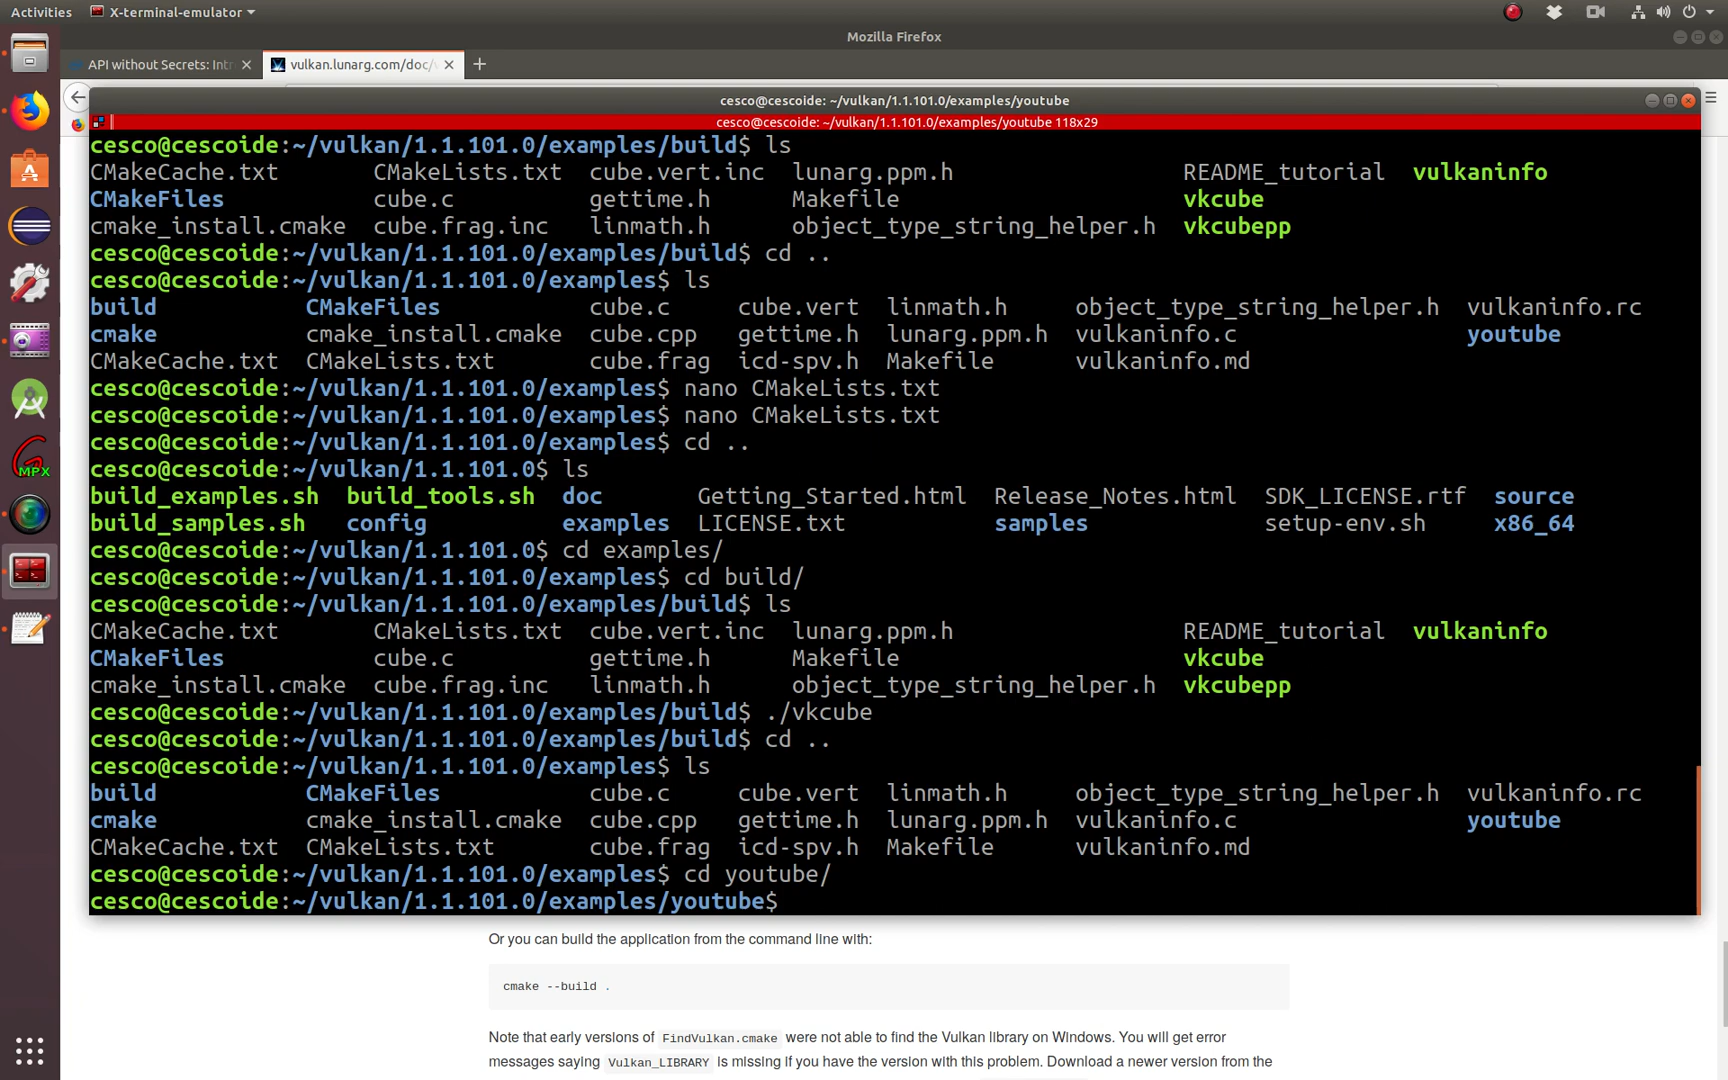 Activities X-terminal-emulator
Mozilla Firefox
API without Secrets: Intr vulkan.lunarg.com/doc/
cesco@cescoide: ~/vulkan/1.1.101.0/examples/youtube
cesco@cescoide: ~/vulkan/1.1.101.0/examples/youtube 118x29
cesco@cescoide:~/vulkan/1.1.101.0/examples/build$ ls
CMakeCache.txt CMakeLists.txt cube.vert.inc lunarg.ppm.h README_tutorial vulkaninfo
CMakeFiles cube.c gettime.h Makefile vkcube
cmake_install.cmake cube.frag.inc linmath.h object_type_string_helper.h vkcubepp
cesco@cescoide:~/vulkan/1.1.101.0/examples/build$ cd ..
cesco@cescoide:~/vulkan/1.1.101.0/examples$ ls
build CMakeFiles cube.c cube.vert linmath.h object_type_string_helper.h vulkaninfo.rc
cmake cmake_install.cmake cube.cpp gettime.h lunarg.ppm.h vulkaninfo.c youtube
CMakeCache.txt CMakeLists.txt cube.frag icd-spv.h Makefile vulkaninfo.md
cesco@cescoide:~/vulkan/1.1.101.0/examples$ nano CMakeLists.txt
cesco@cescoide:~/vulkan/1.1.101.0/examples$ nano CMakeLists.txt
cesco@cescoide:~/vulkan/1.1.101.0/examples$ cd ..
cesco@cescoide:~/vulkan/1.1.101.0$ ls
build_examples.sh build_tools.sh doc Getting_Started.html Release_Notes.html SDK_LICENSE.rtf source
build_samples.sh config examples LICENSE.txt samples setup-env.sh x86_64
cesco@cescoide:~/vulkan/1.1.101.0$ cd examples/
cesco@cescoide:~/vulkan/1.1.101.0/examples$ cd build/
cesco@cescoide:~/vulkan/1.1.101.0/examples/build$ ls
CMakeCache.txt CMakeLists.txt cube.vert.inc lunarg.ppm.h README_tutorial vulkaninfo
CMakeFiles cube.c gettime.h Makefile vkcube
cmake_install.cmake cube.frag.inc linmath.h object_type_string_helper.h vkcubepp
cesco@cescoide:~/vulkan/1.1.101.0/examples/build$ ./vkcube
cesco@cescoide:~/vulkan/1.1.101.0/examples/build$ cd ..
cesco@cescoide:~/vulkan/1.1.101.0/examples$ ls
build CMakeFiles cube.c cube.vert linmath.h object_type_string_helper.h vulkaninfo.rc
cmake cmake_install.cmake cube.cpp gettime.h lunarg.ppm.h vulkaninfo.c youtube
CMakeCache.txt CMakeLists.txt cube.frag icd-spv.h Makefile vulkaninfo.md
cesco@cescoide:~/vulkan/1.1.101.0/examples$ cd youtube/
cesco@cescoide:~/vulkan/1.1.101.0/examples/youtube$
MPX
Or you can build the application from the command line with:
cmake --build .
Note that early versions of FindVulkan.cmake were not able to find the Vulkan library on Windows. You will get error
messages saying Vulkan_LIBRARY is missing if you have the version with this problem. Download a newer version from the